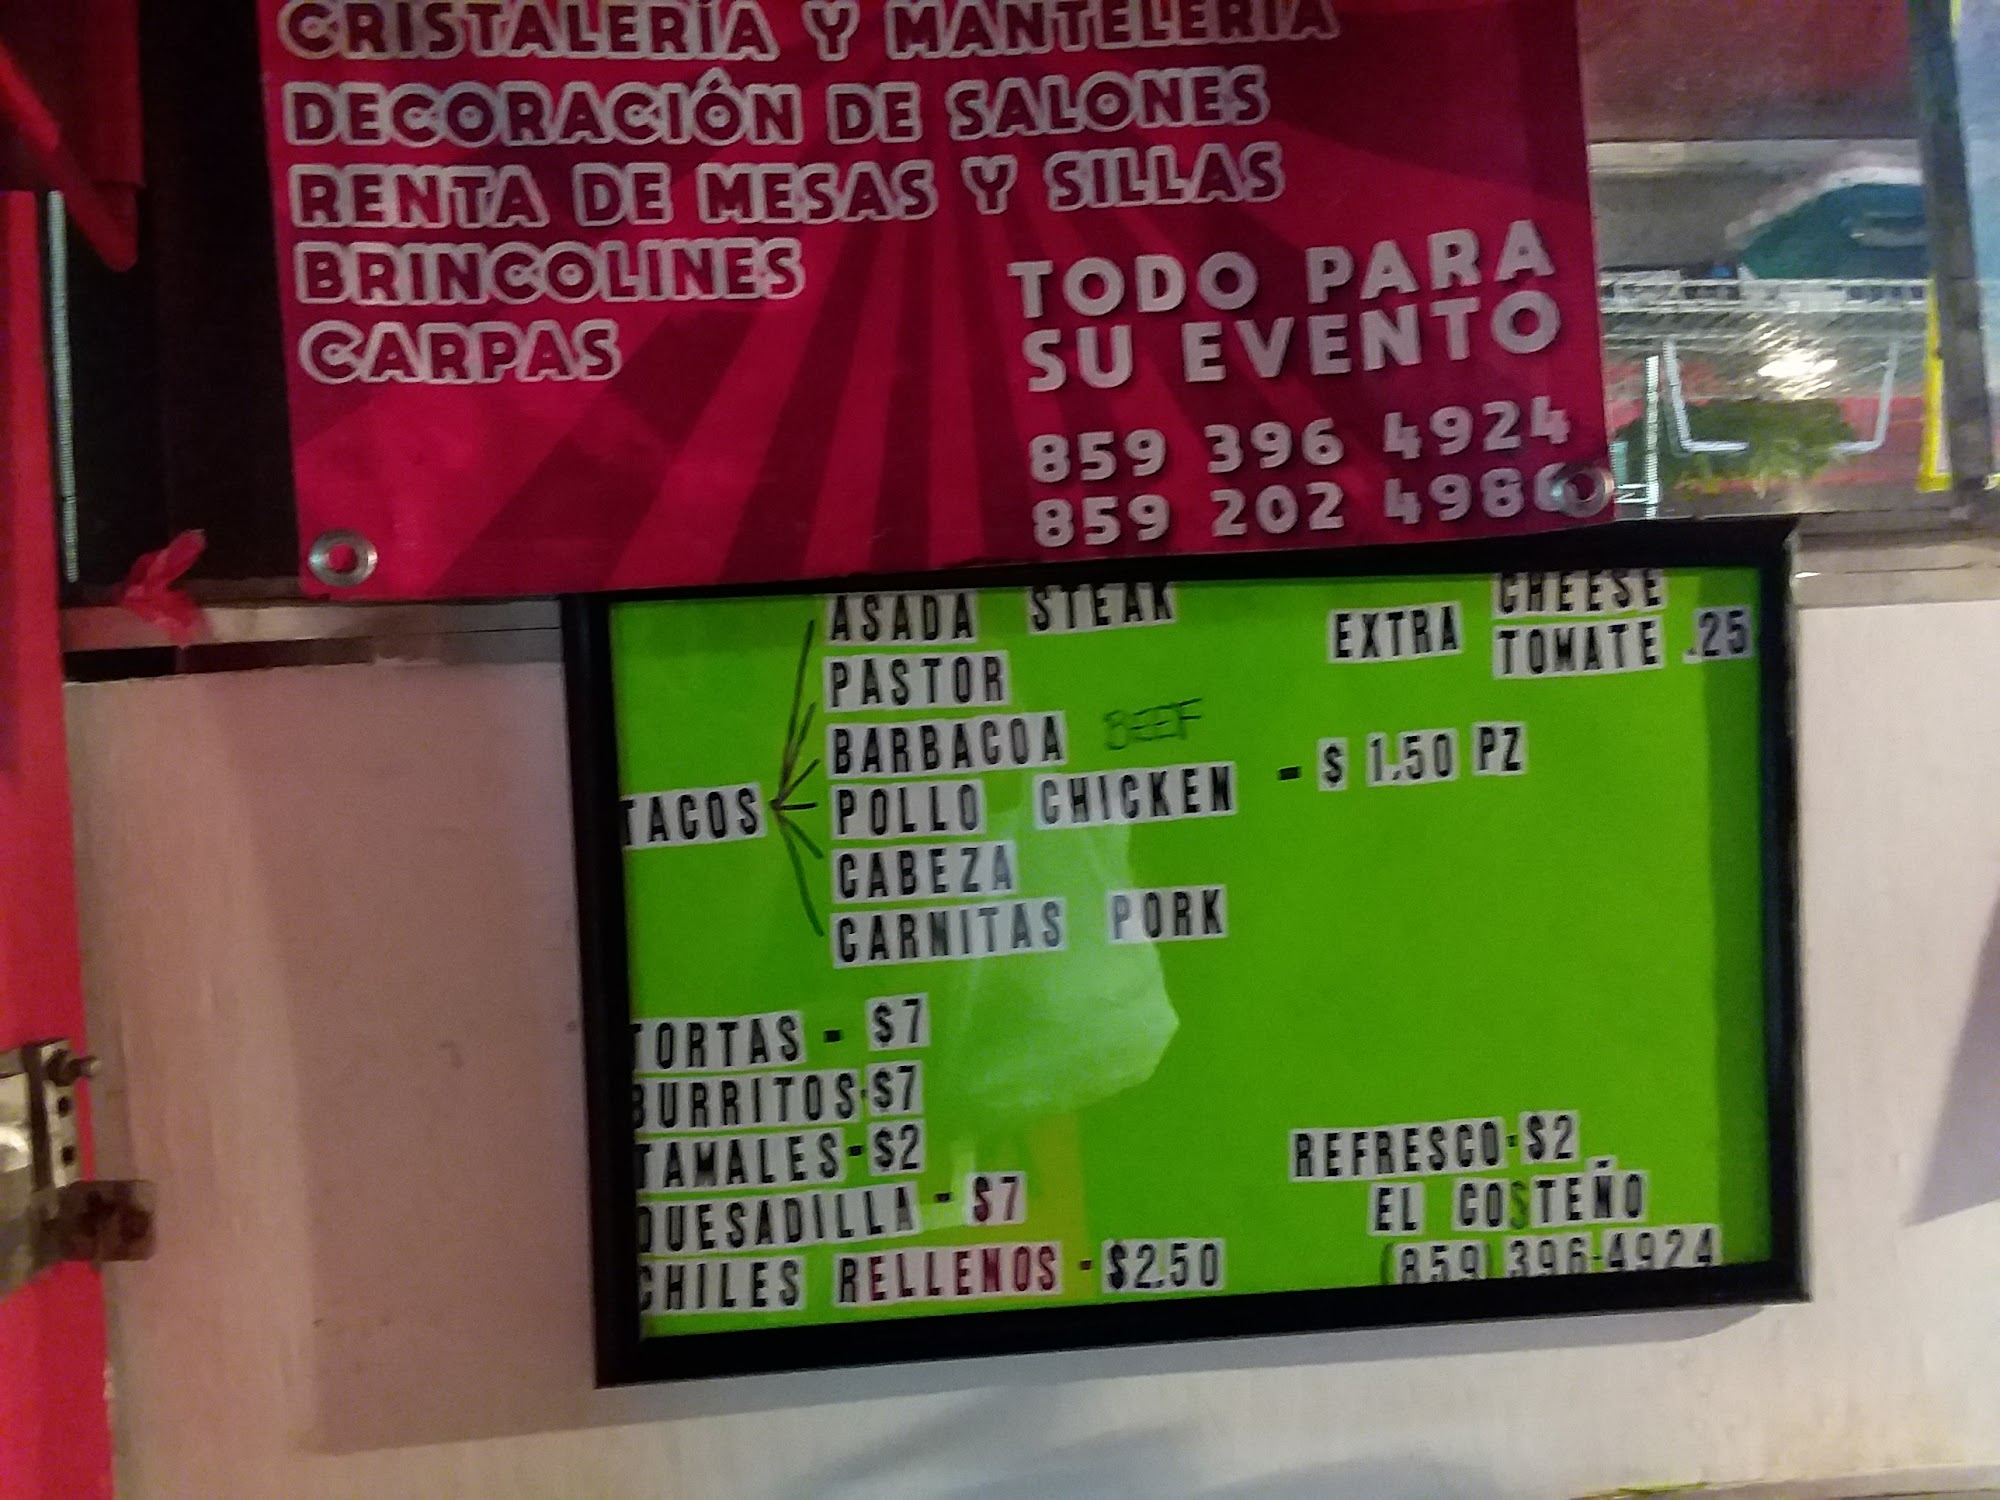 CRISTALERÍA Y MANTELERÍA
DECORACIÓN DE SALONES
RENTA DE MESAS Y SILLAS
BRINCOLINES
CARPAS
TODO PARA
SU EVENTO
859 396 4924
859 202
ASADA STEAK
PASTOR
BARBACOA BEEF
TACOS POLLO CHICKEN - $ 1.50 PZ
CABEZA
CARNITAS PORK
CHEESE
EXTRA TOMATE .25
TORTAS - $7
BURRITOS-$7
TAMALES-$2
QUESADILLA - $7
CHILES RELLENOS - $2.50
REFRESCO-$2
EL COSTEÑO
(859) 396-4924